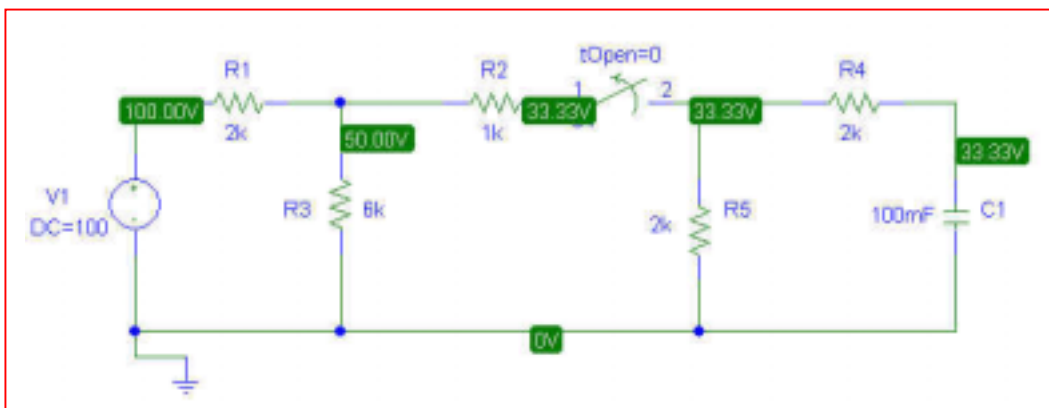 tOpen=0
R1
R2
1
2
R4
100.00V
33.33V
33.33V
2k
1k
2k
50.00V
33.33V
V1
DC=100
R3
6k
2k
R5
100mF
C1
0V